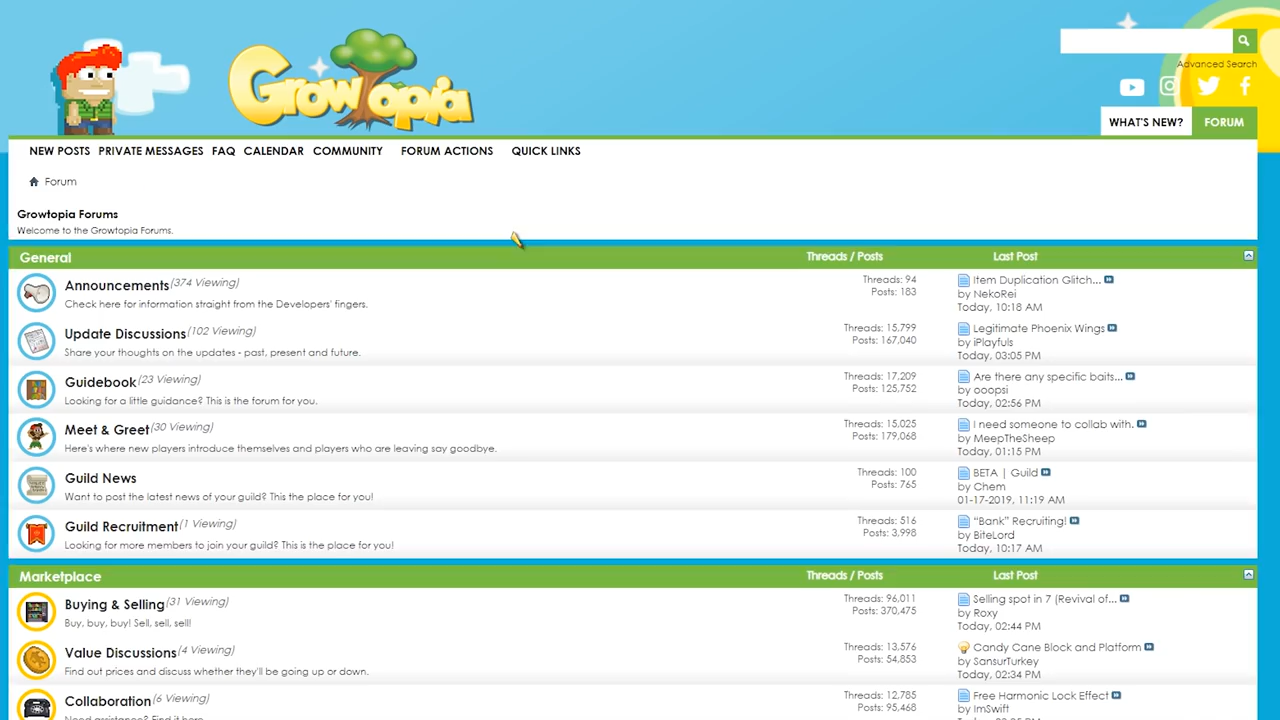 Growtopia
Advanced Search
WHAT'S NEW? FORUM
NEW POSTS PRIVATE MESSAGES FAQ CALENDAR COMMUNITY FORUM ACTIONS QUICK LINKS
Forum
Growtopia Forums
Welcome to the Growtopia Forums.
General Threads / Posts Last Post
Announcements (374 Viewing) Threads: 94 Item Duplication Glitch...
Check here for information straight from the Developers' fingers. Posts: 183 by NekoRei
Today, 10:18 AM
Update Discussions (102 Viewing) Threads: 15,799 Legitimate Phoenix Wings
Share your thoughts on the updates - past, present and future. Posts: 167,040 by iPlayfuls
Today, 03:05 PM
Guidebook (23 Viewing) Threads: 17,209 Are there any specific baits...
Looking for a little guidance? This is the forum for you. Posts: 125,752 by ooopsi
Today, 02:56 PM
Meet & Greet (30 Viewing) Threads: 15,025 I need someone to collab with.
Here's where new players introduce themselves and players who are leaving say goodbye. Posts: 179,068 by MeepTheSheep
Today, 01:15 PM
Guild News Threads: 100 BETA | Guild
Want to post the latest news of your guild? This the place for you! Posts: 765 by Chem
01-17-2019, 11:19 AM
Guild Recruitment (1 Viewing) Threads: 516 "Bank" Recruiting!
Looking for more members to join your guild? This is the place for you! Posts: 3,998 by BiteLord
Today, 10:17 AM
Marketplace Threads / Posts Last Post
Buying & Selling (31 Viewing) Threads: 96,011 Selling spot in 7 (Revival of...
Buy, buy, buy! Sell, sell, sell! Posts: 370,475 by Roxy
Today, 02:44 PM
Value Discussions (4 Viewing) Threads: 13,576 Candy Cane Block and Platform
Find out prices and discuss whether they'll be going up or down. Posts: 54,853 by SansurTurkey
Today, 02:34 PM
Collaboration (6 Viewing) Threads: 12,785 Free Harmonic Lock Effect
Need assistance? Find it here. Posts: 95,468 by ImSwift